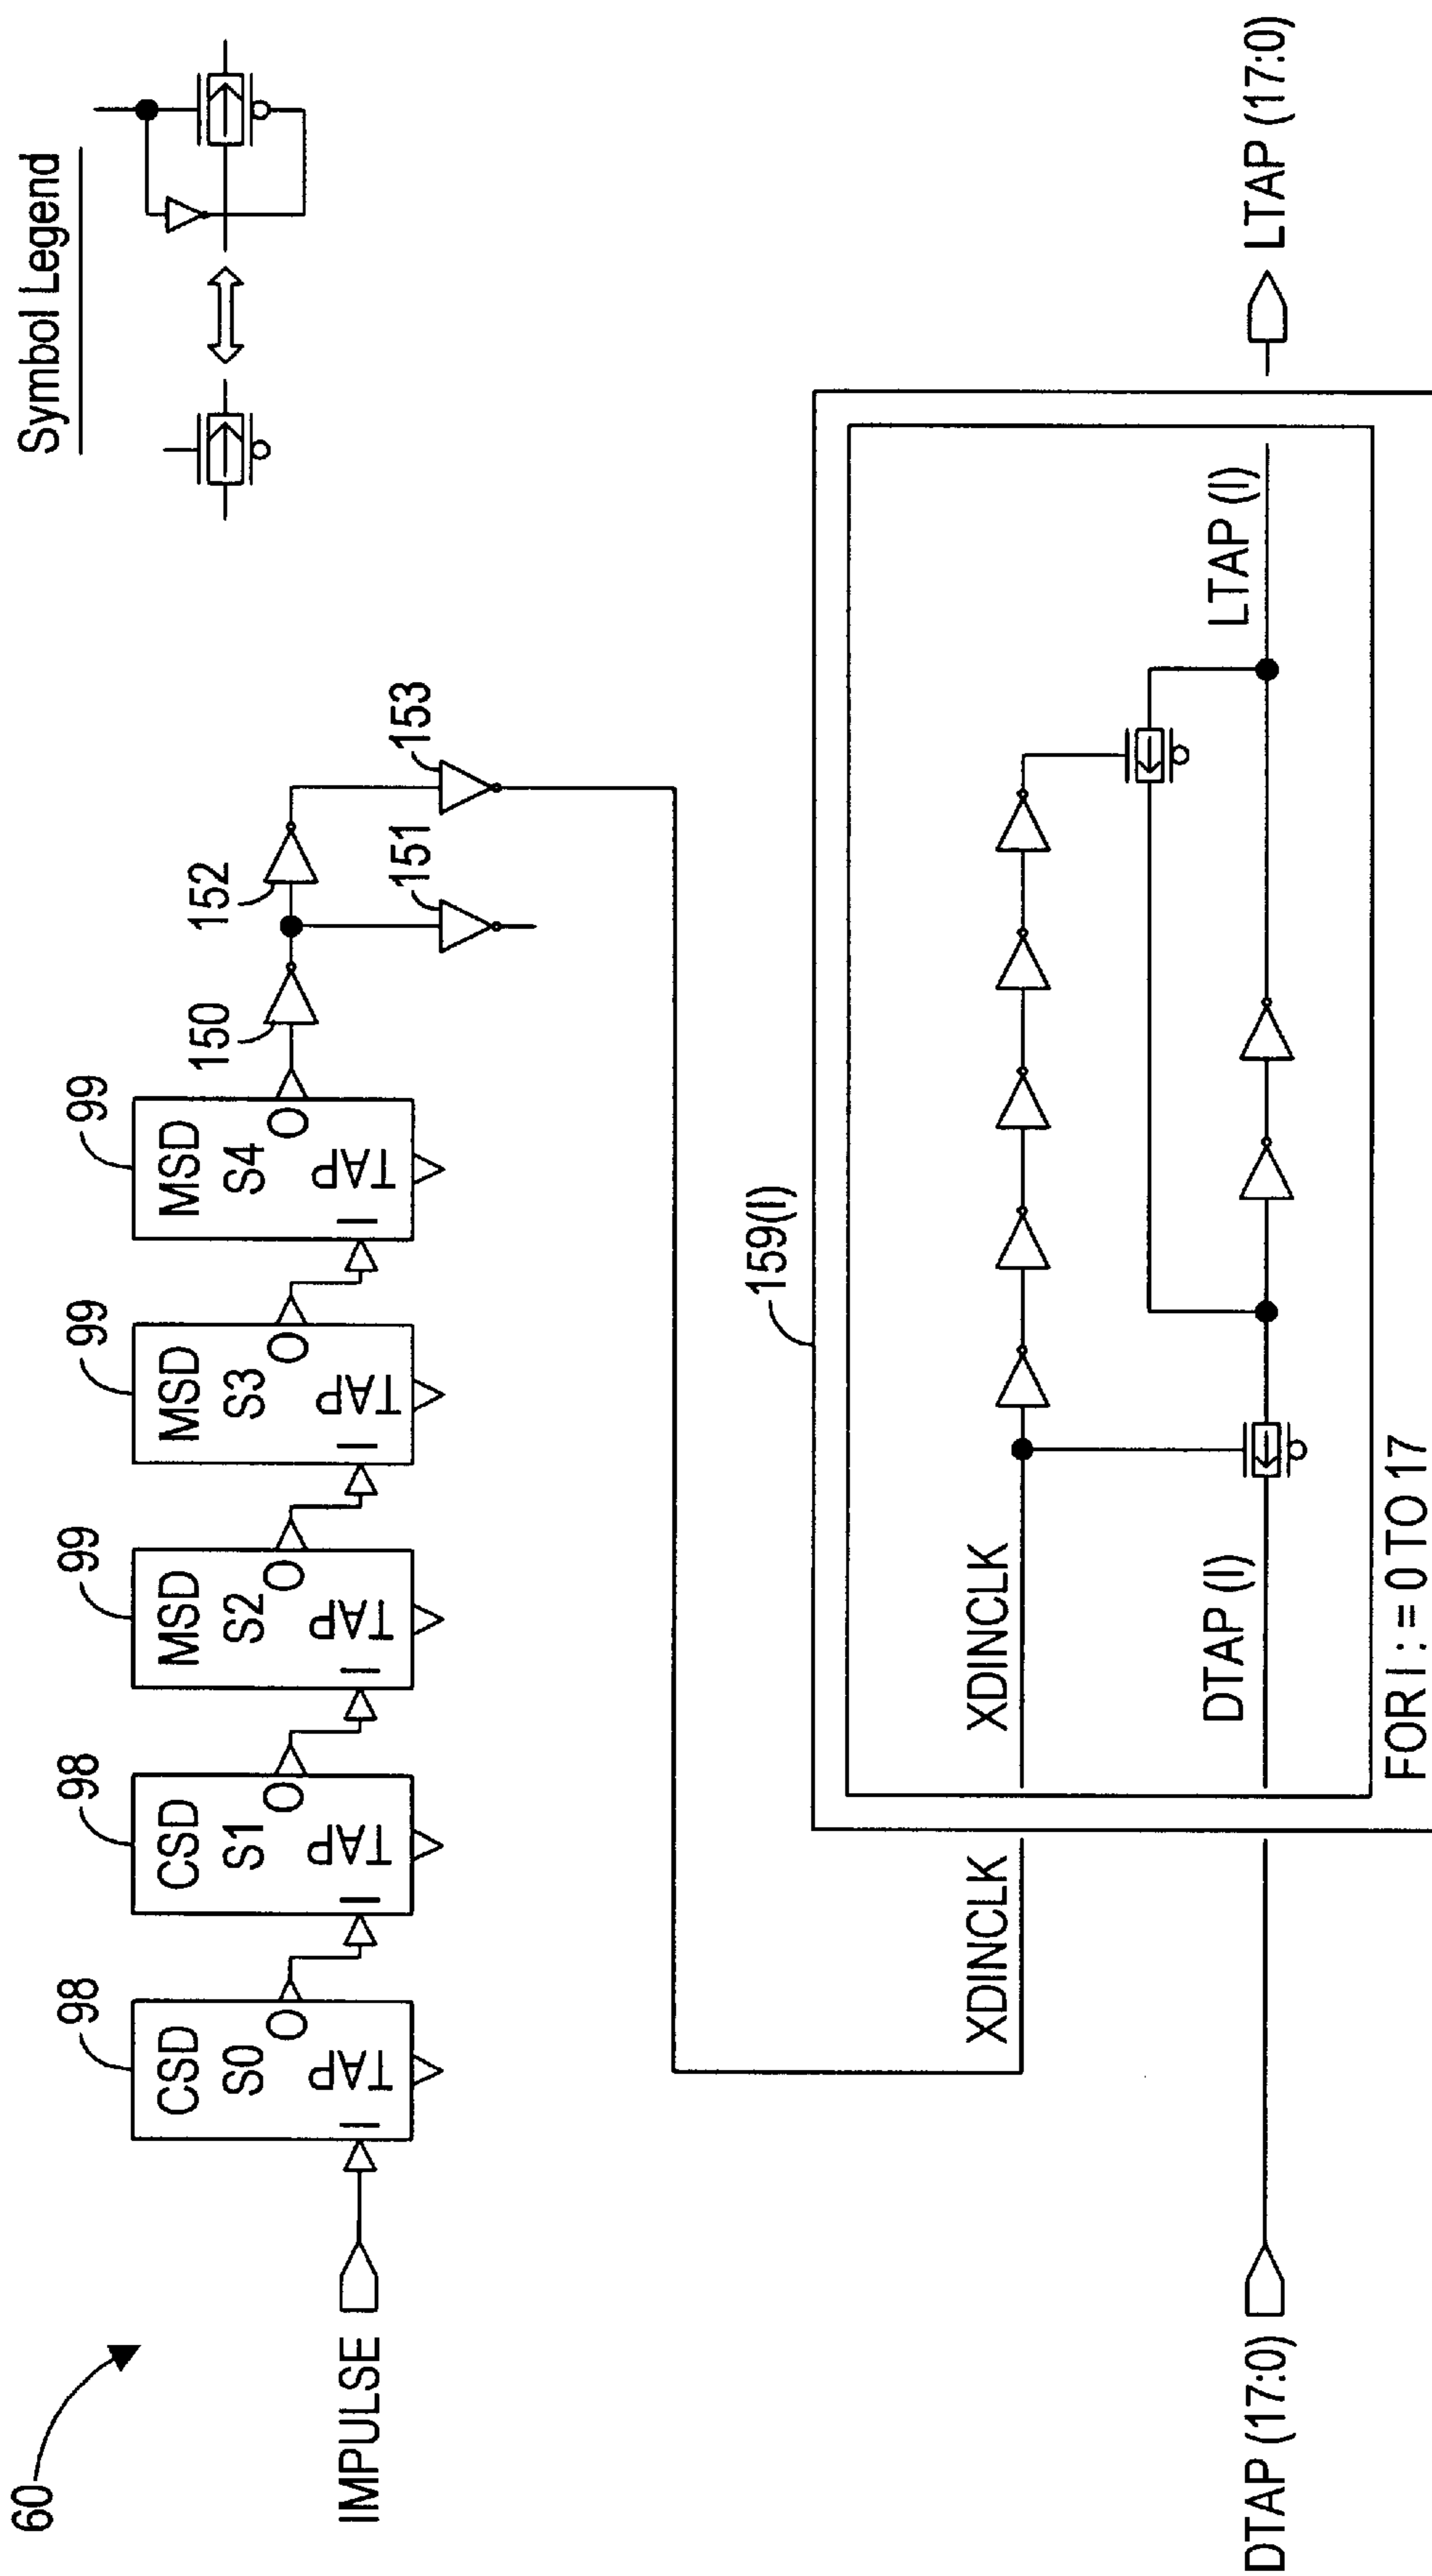 60
Symbol Legend
98
98
99
99
99
CSD
S0
I
O
TAP
CSD
S1
I
O
TAP
MSD
S2
I
O
TAP
MSD
S3
I
O
TAP
MSD
S4
I
O
TAP
IMPULSE
150
152
151
153
159(I)
XDINCLK
XDINCLK
DTAP (I)
LTAP (I)
DTAP (17:0)
LTAP (17:0)
FOR I : = 0 TO 17